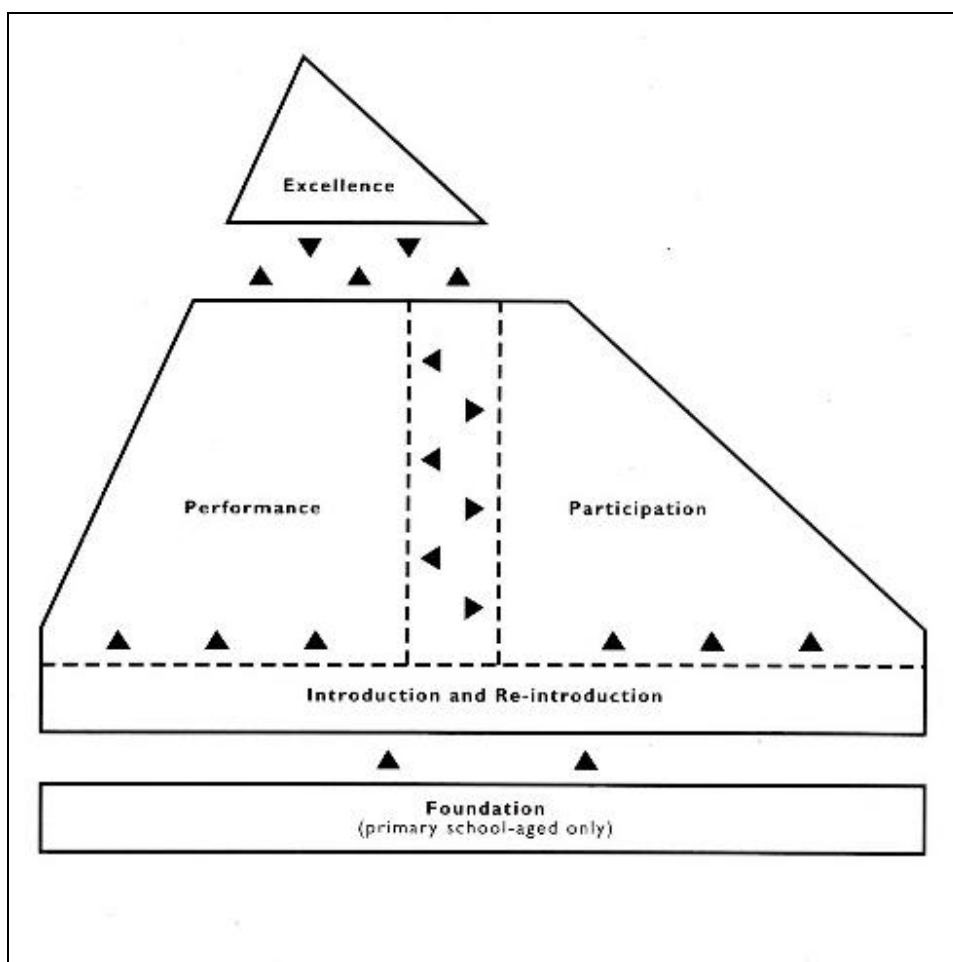 Excellence
Performance
Participation
Introduction and Re-introduction
Foundation
(primary school-aged only)